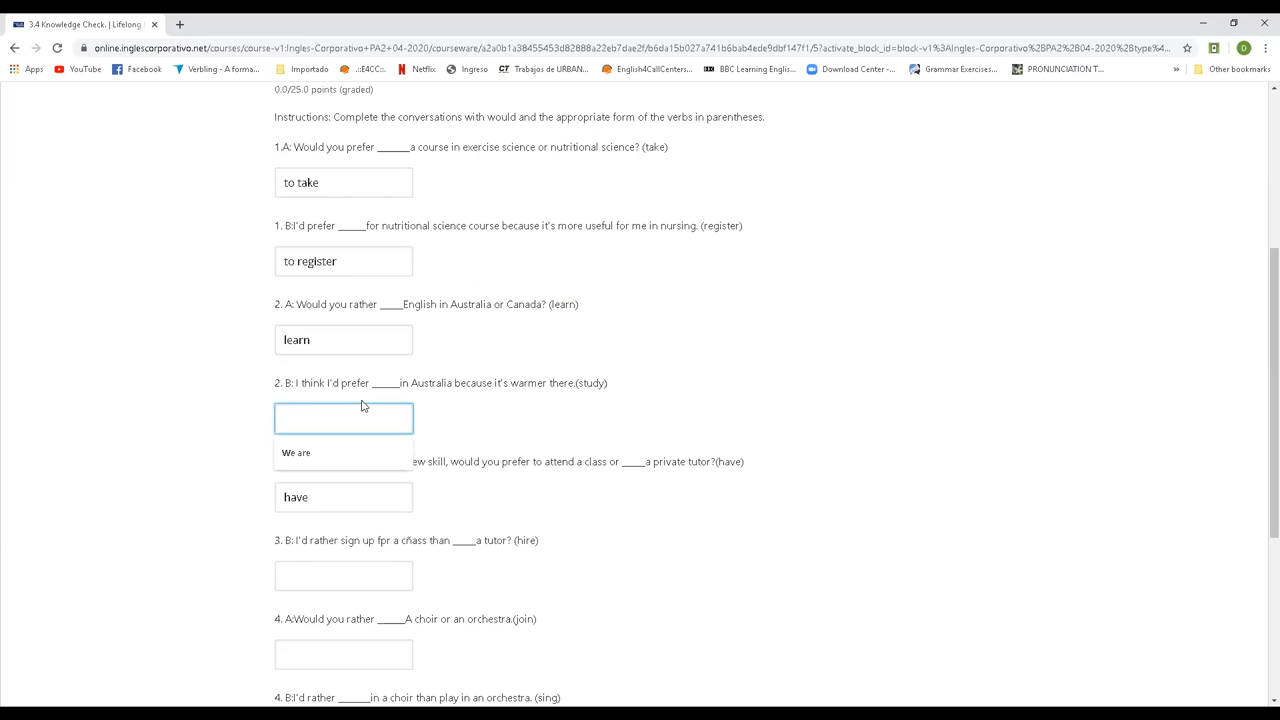 3.4 Knowledge Check. | Lifelong
online.inglescorporativo.net/courses/course-v1:Ingles-Corporativo+PA2+04-2020/courseware/a2a0b1a38455453d82888a22eb7dae2f/b6da15b027a741b6bab4ede9dbf147f1/5?activate_block_id=block-v1%3AIngles-Corporativo%2BPA2%2B04-2020%2Btype%4...
D
Apps YouTube Facebook Verbling - A forma... Importado .::E4CC::. Netflix Ingreso Trabajos de URBAN... English4CallCenters... BBC Learning Englis... Download Center -... Grammar Exercises... PRONUNCIATION T... » Other bookmarks
0.0/25.0 points (graded)
Instructions: Complete the conversations with would and the appropriate form of the verbs in parentheses.
1.A: Would you prefer ______a course in exercise science or nutritional science? (take)
to take
1. B:I'd prefer _____for nutritional science course because it's more useful for me in nursing. (register)
to register
2. A: Would you rather ____English in Australia or Canada? (learn)
learn
2. B: I think I'd prefer _____in Australia because it's warmer there.(study)
We are
ew skill, would you prefer to attend a class or ____a private tutor?(have)
have
3. B: I'd rather sign up fpr a cñass than ____a tutor? (hire)
4. A:Would you rather _____A choir or an orchestra.(join)
4. B:I'd rather ______in a choir than play in an orchestra. (sing)